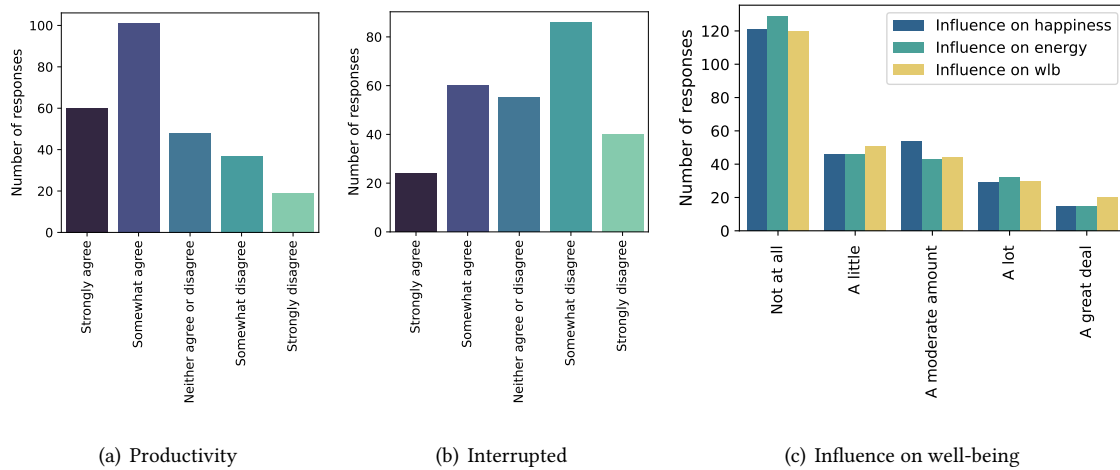 Number of responses
100
80
60
40
20
0
Strongly agree
Somewhat agree
Neither agree or disagree
Somewhat disagree
Strongly disagree
(a) Productivity
Number of responses
80
60
40
20
0
Strongly agree
Somewhat agree
Neither agree or disagree
Somewhat disagree
Strongly disagree
(b) Interrupted
Number of responses
120
100
80
60
40
20
0
Influence on happiness
Influence on energy
Influence on wlb
Not at all
A little
A moderate amount
A lot
A great deal
(c) Influence on well-being